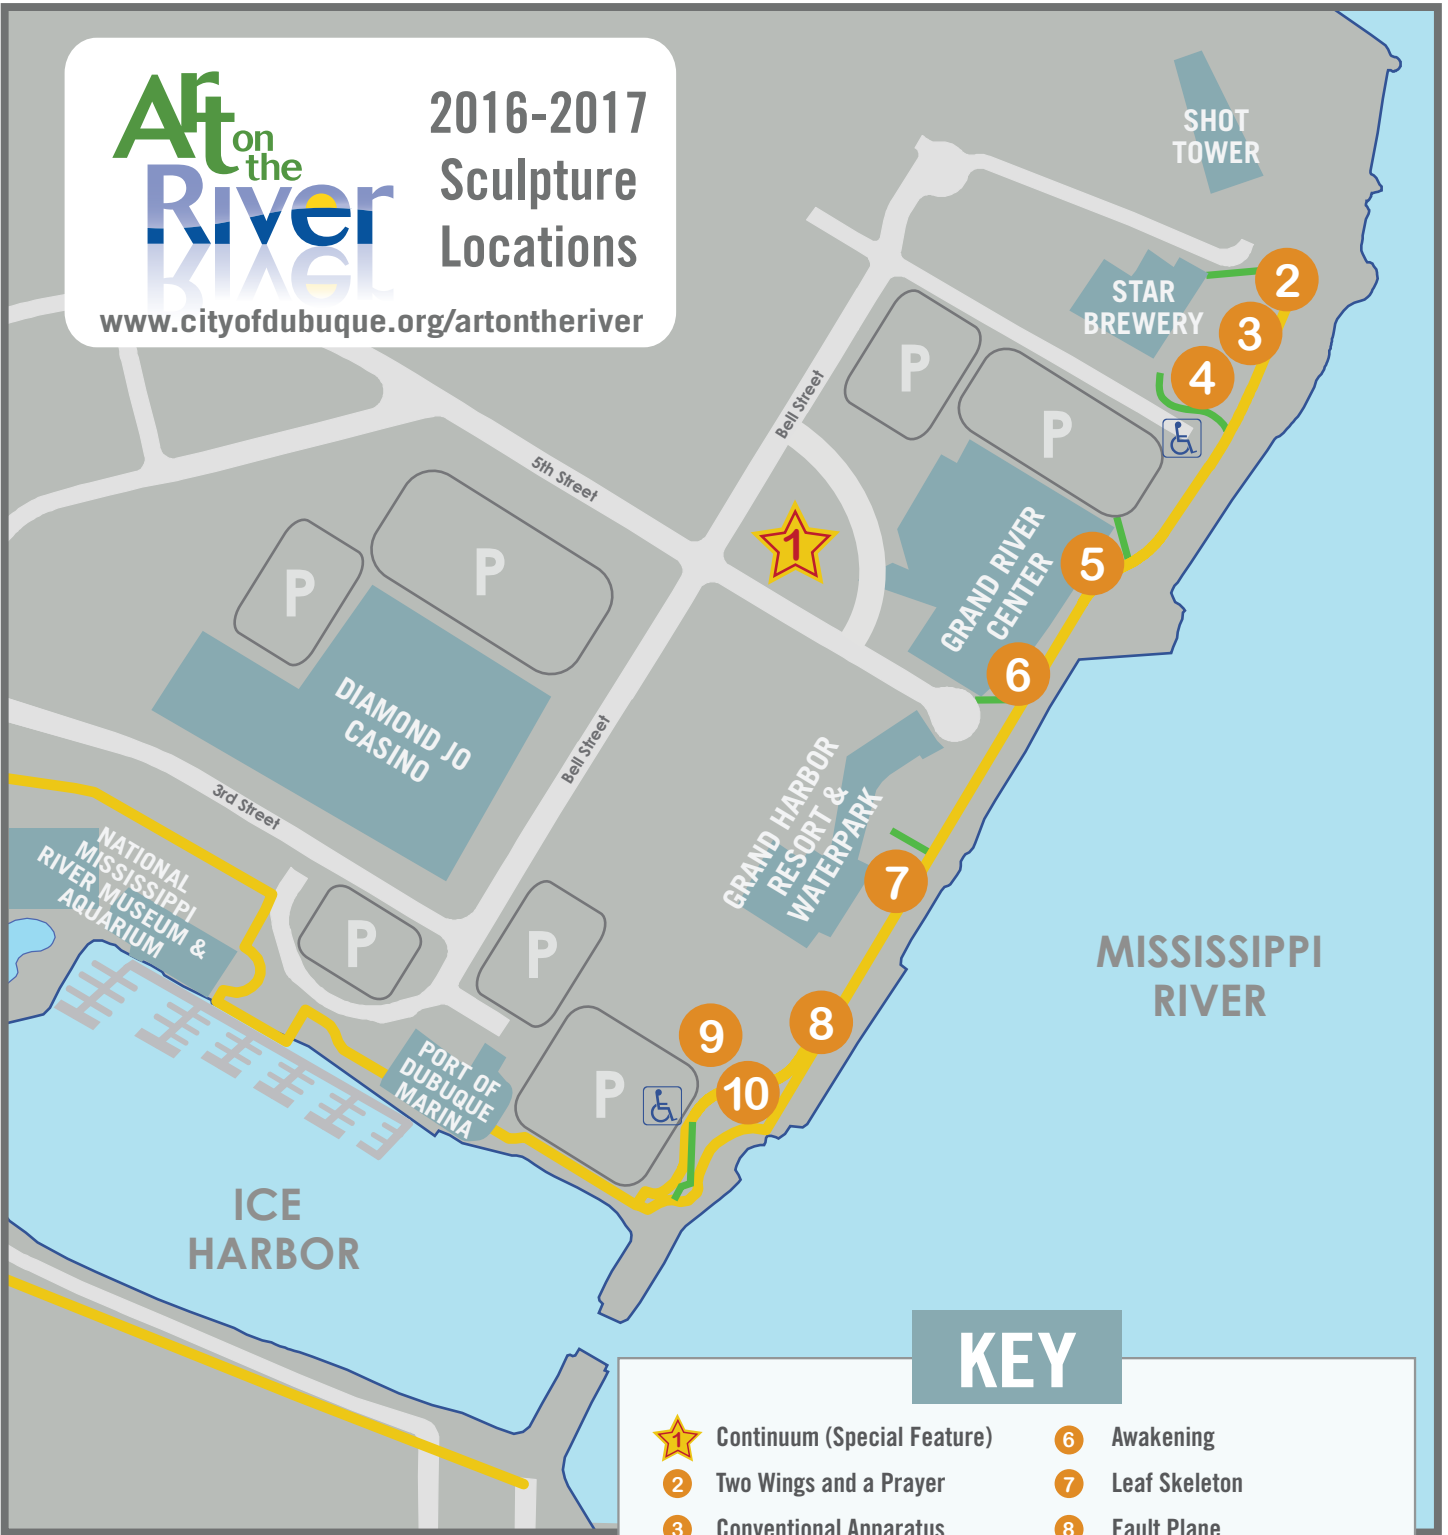 Art on the River
2016-2017
Sculpture
Locations
www.cityofdubuque.org/artontheriver
SHOT
TOWER
STAR
BREWERY
2
3
4
P
P
Bell Street
5th Street
1
GRAND RIVER
CENTER
5
6
P
P
DIAMOND JO
CASINO
Bell Street
3rd Street
GRAND HARBOR
RESORT &
WATERPARK
7
NATIONAL
MISSISSIPPI
RIVER MUSEUM &
AQUARIUM
P
P
MISSISSIPPI
RIVER
8
9
10
PORT OF
DUBUQUE
MARINA
P
ICE
HARBOR
KEY
1 Continuum (Special Feature)
2 Two Wings and a Prayer
3 Conventional Apparatus
6 Awakening
7 Leaf Skeleton
8 Fault Plane